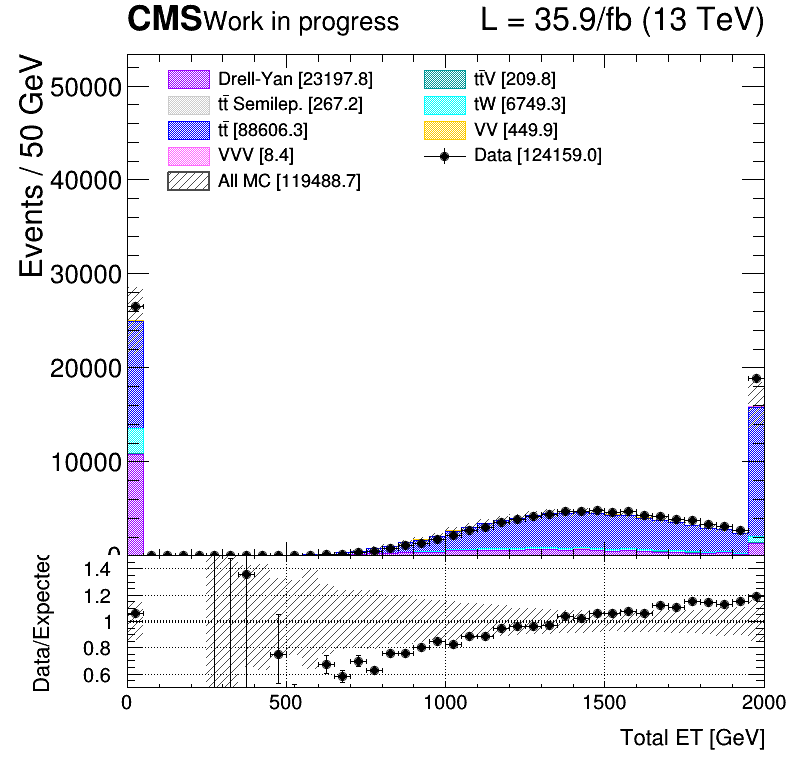 CMS Work in progress L = 35.9/fb (13 TeV)
Events / 50 GeV
50000
40000
30000
20000
10000
0
Drell-Yan [23197.8]
tt̄ Semilep. [267.2]
tt̄ [88606.3]
VVV [8.4]
All MC [119488.7]
tt̄V [209.8]
tW [6749.3]
VV [449.9]
Data [124159.0]
Data/Expected
1.4
1.2
1
0.8
0.6
0 500 1000 1500 2000
Total ET [GeV]